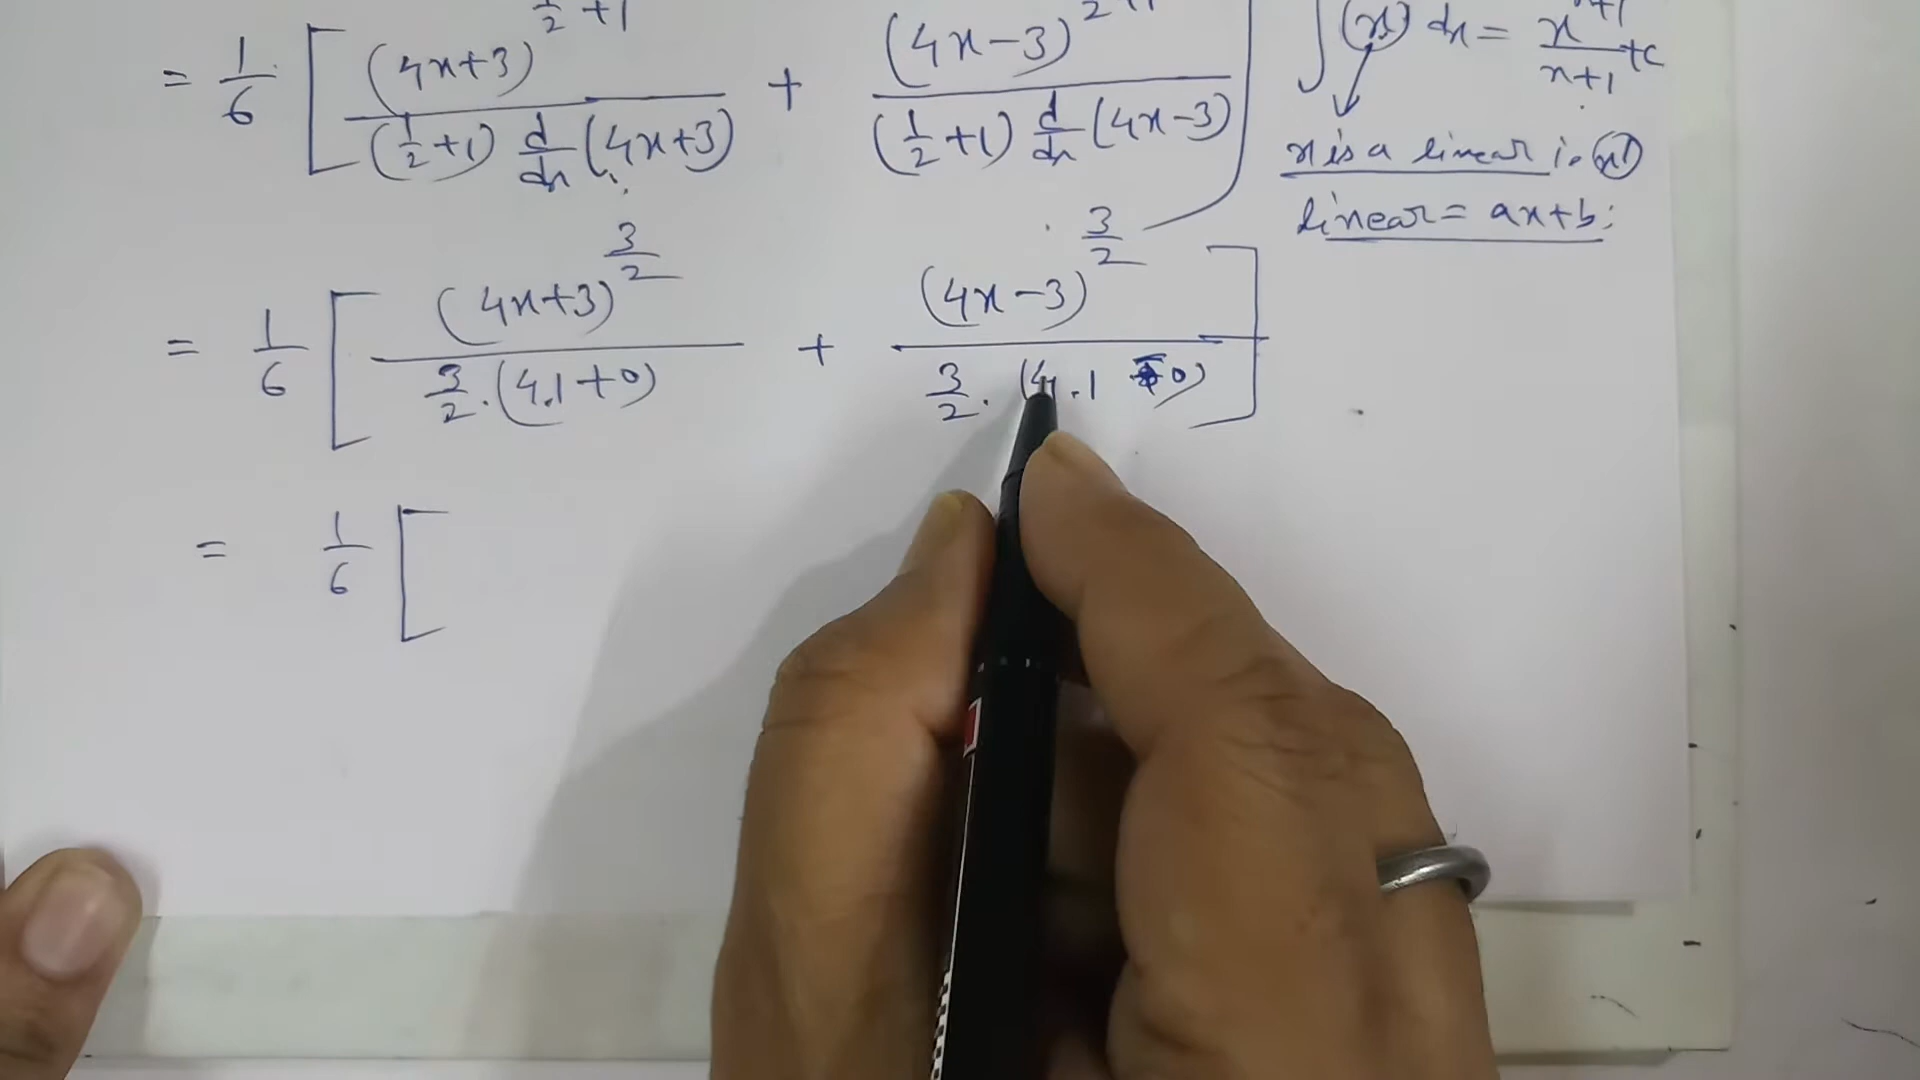 = 1/6 [ (4x+3)^(1/2 +1) / (1/2 +1) d/dx (4x+3) + (4x-3)^(1/2 +1) / (1/2 +1) d/dx (4x-3) ]
= 1/6 [ (4x+3)^(3/2) / 3/2 . (4.1+0) + (4x-3)^(3/2) / 3/2 . (4.1 - 0) ]
= 1/6 [
∫ (x) dx = x^(n+1) / n+1 + c
x is a linear
linear = ax+b